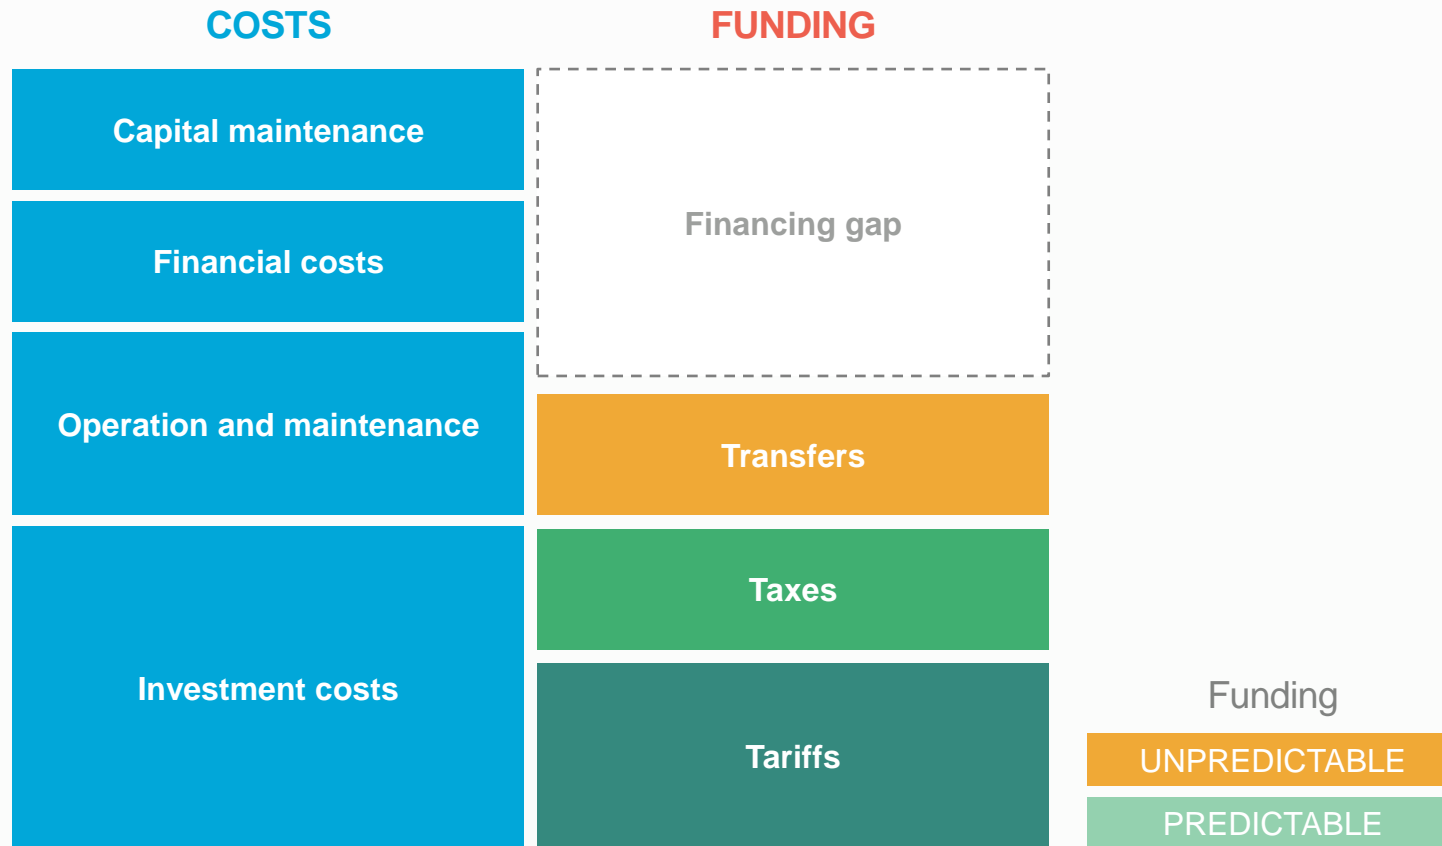 COSTS
FUNDING
Capital maintenance
Financial costs
Operation and maintenance
Investment costs
Financing gap
Transfers
Taxes
Tariffs
Funding
UNPREDICTABLE
PREDICTABLE